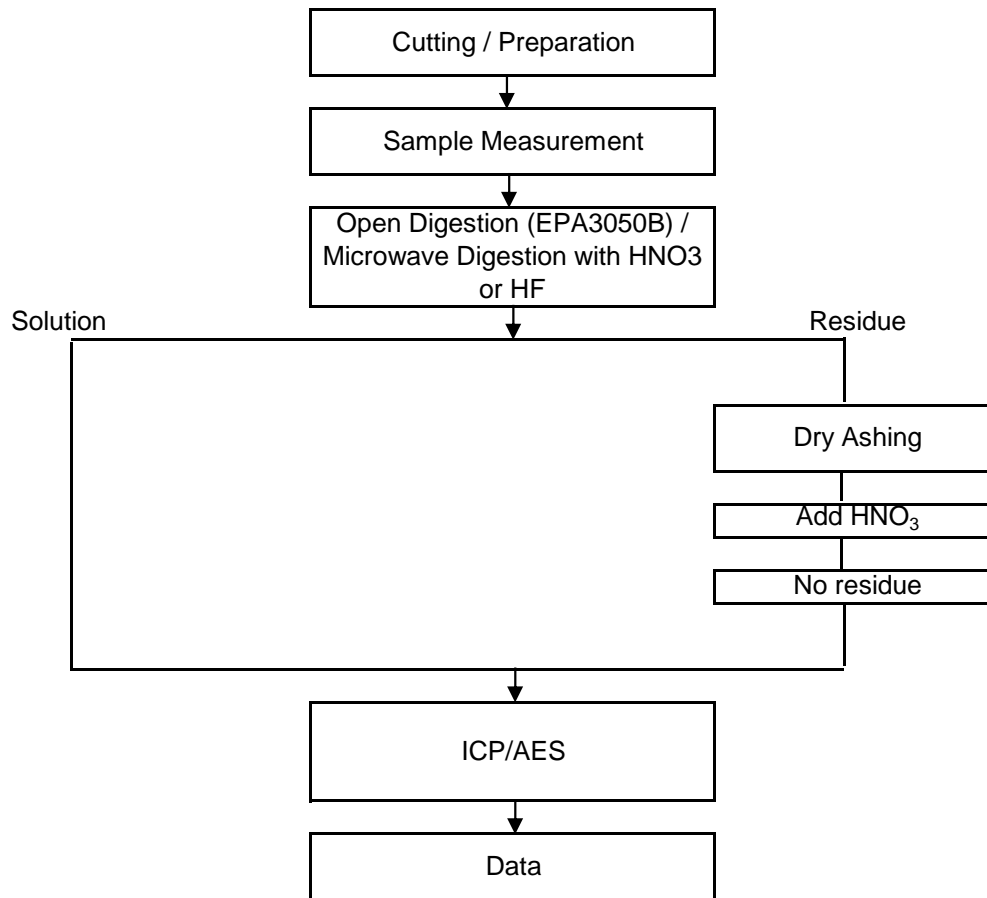 Cutting / Preparation
Sample Measurement
Open Digestion (EPA3050B) /
Microwave Digestion with HNO3
or HF
Solution
Residue
Dry Ashing
Add HNO₃
No residue
ICP/AES
Data